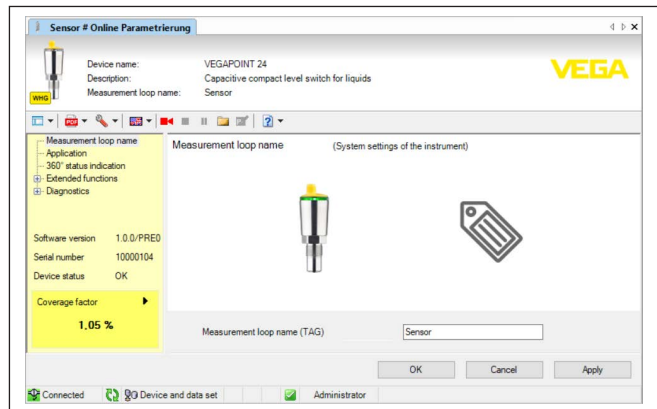 Sensor # Online Parametrierung
Device name: VEGAPOINT 24
Description: Capacitive compact level switch for liquids
Measurement loop name: Sensor
VEGA
WHG
PDF
Measurement loop name
Application
360° status indication
Extended functions
Diagnostics
Measurement loop name (System settings of the instrument)
Software version 1.0.0/PRE0
Serial number 10000104
Device status OK
Coverage factor
1,05 %
Measurement loop name (TAG) Sensor
OK Cancel Apply
Connected Device and data set Administrator